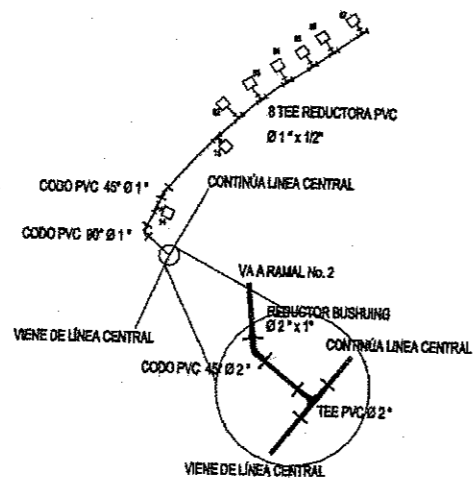 8 TEE REDUCTORA PVC
Ø 1" x 1/2"
CODO PVC 45° Ø 1"
CONTINÚA LINEA CENTRAL
CODO PVC 90° Ø 1"
VIENE DE LÍNEA CENTRAL
VA A RAMAL No. 2
REDUCTOR BUSHUING
Ø 2" x 1"
CONTINÚA LINEA CENTRAL
CODO PVC 45° Ø 2"
TEE PVC Ø 2"
VIENE DE LÍNEA CENTRAL